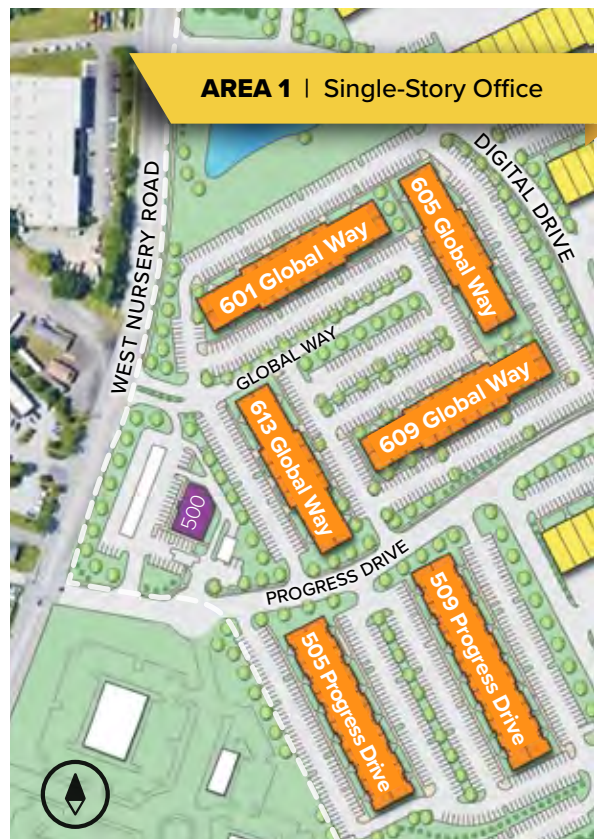 AREA 1 | Single-Story Office
DIGITAL DRIVE
WEST NURSERY ROAD
605 Global Way
601 Global Way
GLOBAL WAY
609 Global Way
613 Global Way
500
PROGRESS DRIVE
509 Progress Drive
505 Progress Drive